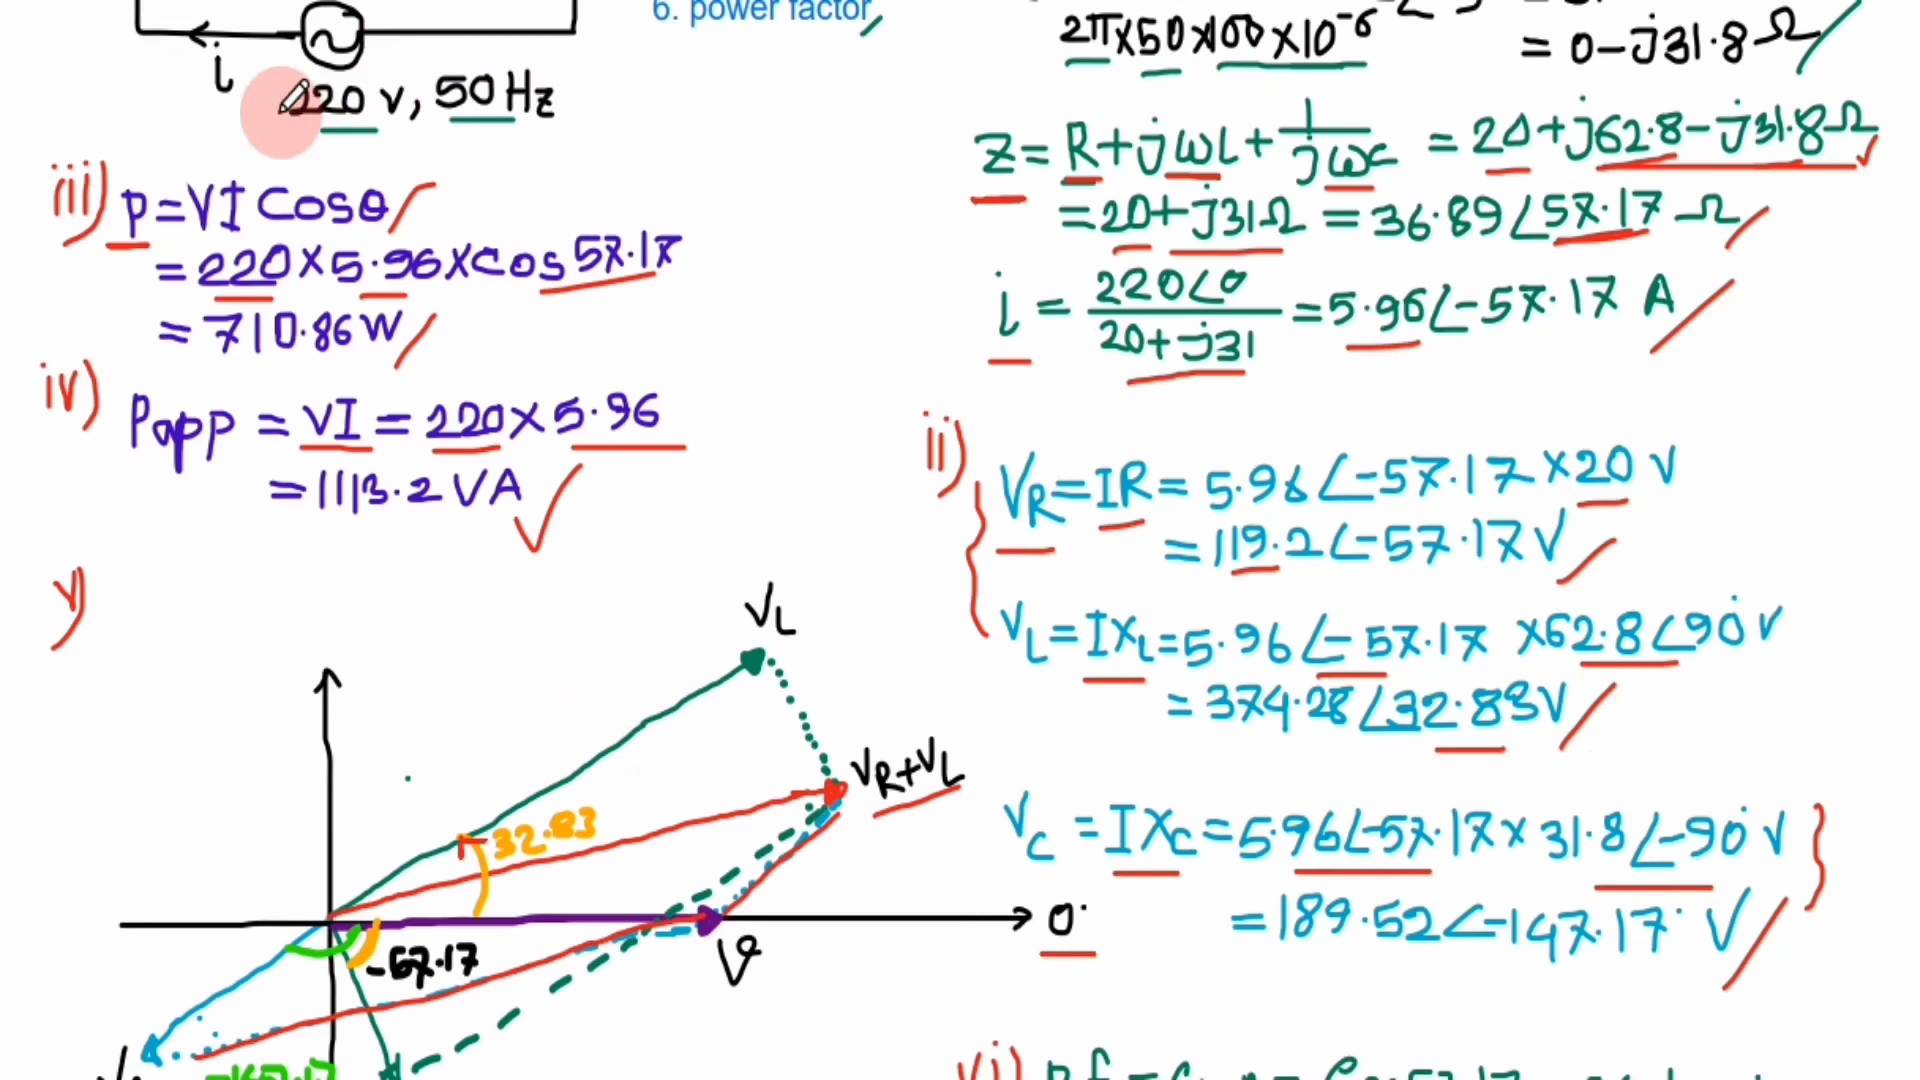 6. power factor
i
220 v, 50 Hz
iii) p = VI Cosθ
= 220 × 5.96 × Cos 57.17
= 710.86 W
iv) Papp = VI = 220 × 5.96
= 1113.2 VA
v)
VL
VR+VL
32.83
0°
-57.17
V
2π×50×100×10⁻⁶
= 0-j31.8Ω
Z = R+jωL+1/jωc = 20+j62.8-j31.8Ω
= 20+j31Ω = 36.89∠57.17 Ω
i = 220∠0/20+j31 = 5.96∠-57.17 A
ii) VR = IR = 5.96∠-57.17 × 20 V
= 119.2∠-57.17 V
VL = IXL = 5.96∠-57.17 × 62.8∠90° V
= 374.28∠32.83 V
Vc = IXc = 5.96∠-57.17 × 31.8∠-90° V
= 189.52∠-147.17° V
vi)